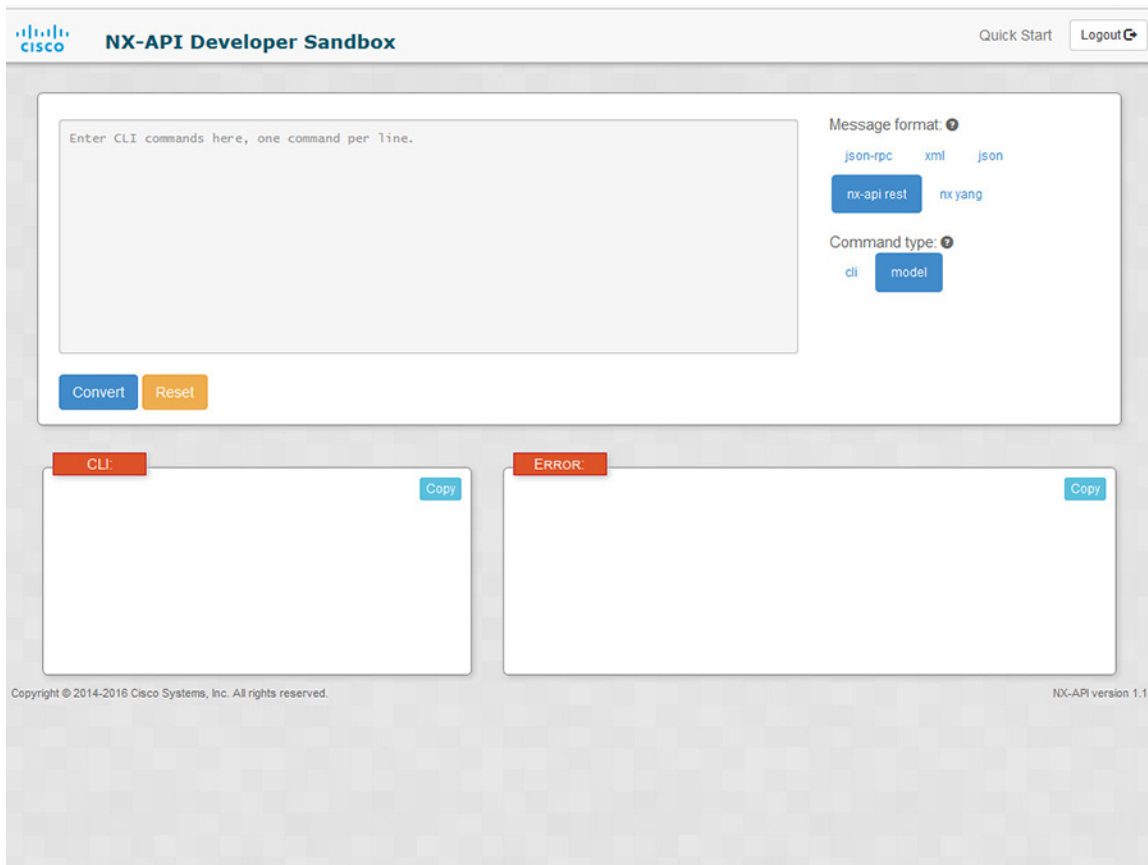 CISCO
NX-API Developer Sandbox
Quick Start
Logout
Enter CLI commands here, one command per line.
Message format:
json-rpc xml json
nx-api rest nx yang
Command type:
cli model
Convert Reset
CLI:
Copy
ERROR:
Copy
Copyright © 2014-2016 Cisco Systems, Inc. All rights reserved.
NX-API version 1.1